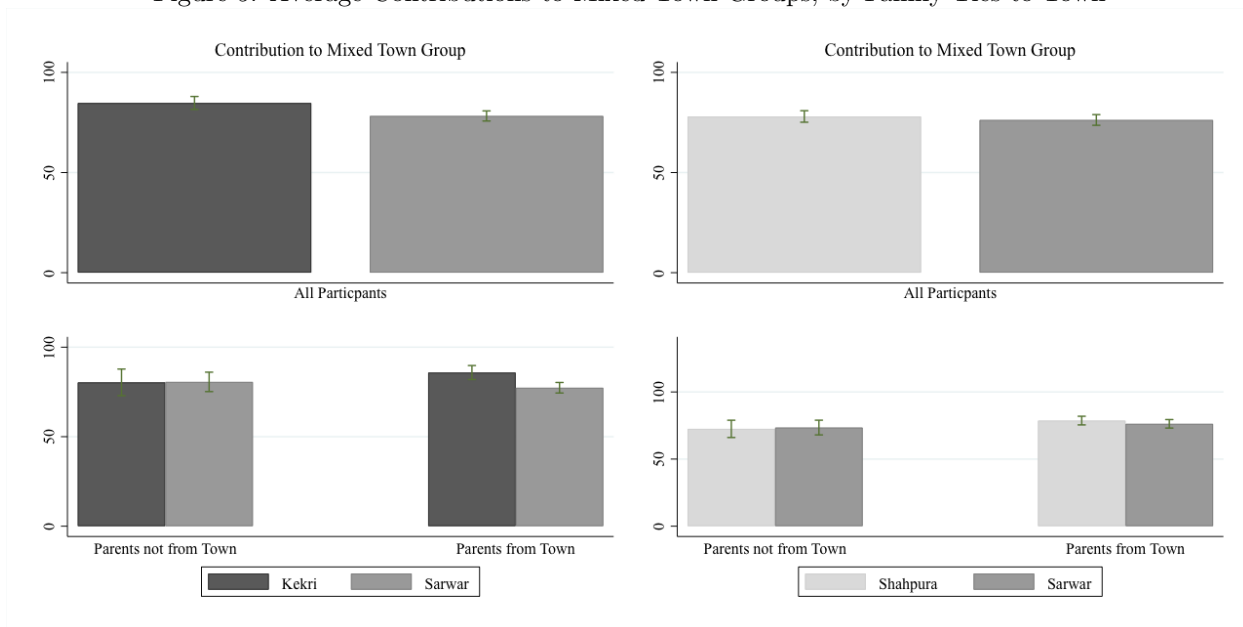 Contribution to Mixed Town Group
100
50
0
All Particpants
Contribution to Mixed Town Group
100
50
0
All Particpants
100
50
0
Parents not from Town
Parents from Town
Kekri
Sarwar
100
50
0
Parents not from Town
Parents from Town
Shahpura
Sarwar